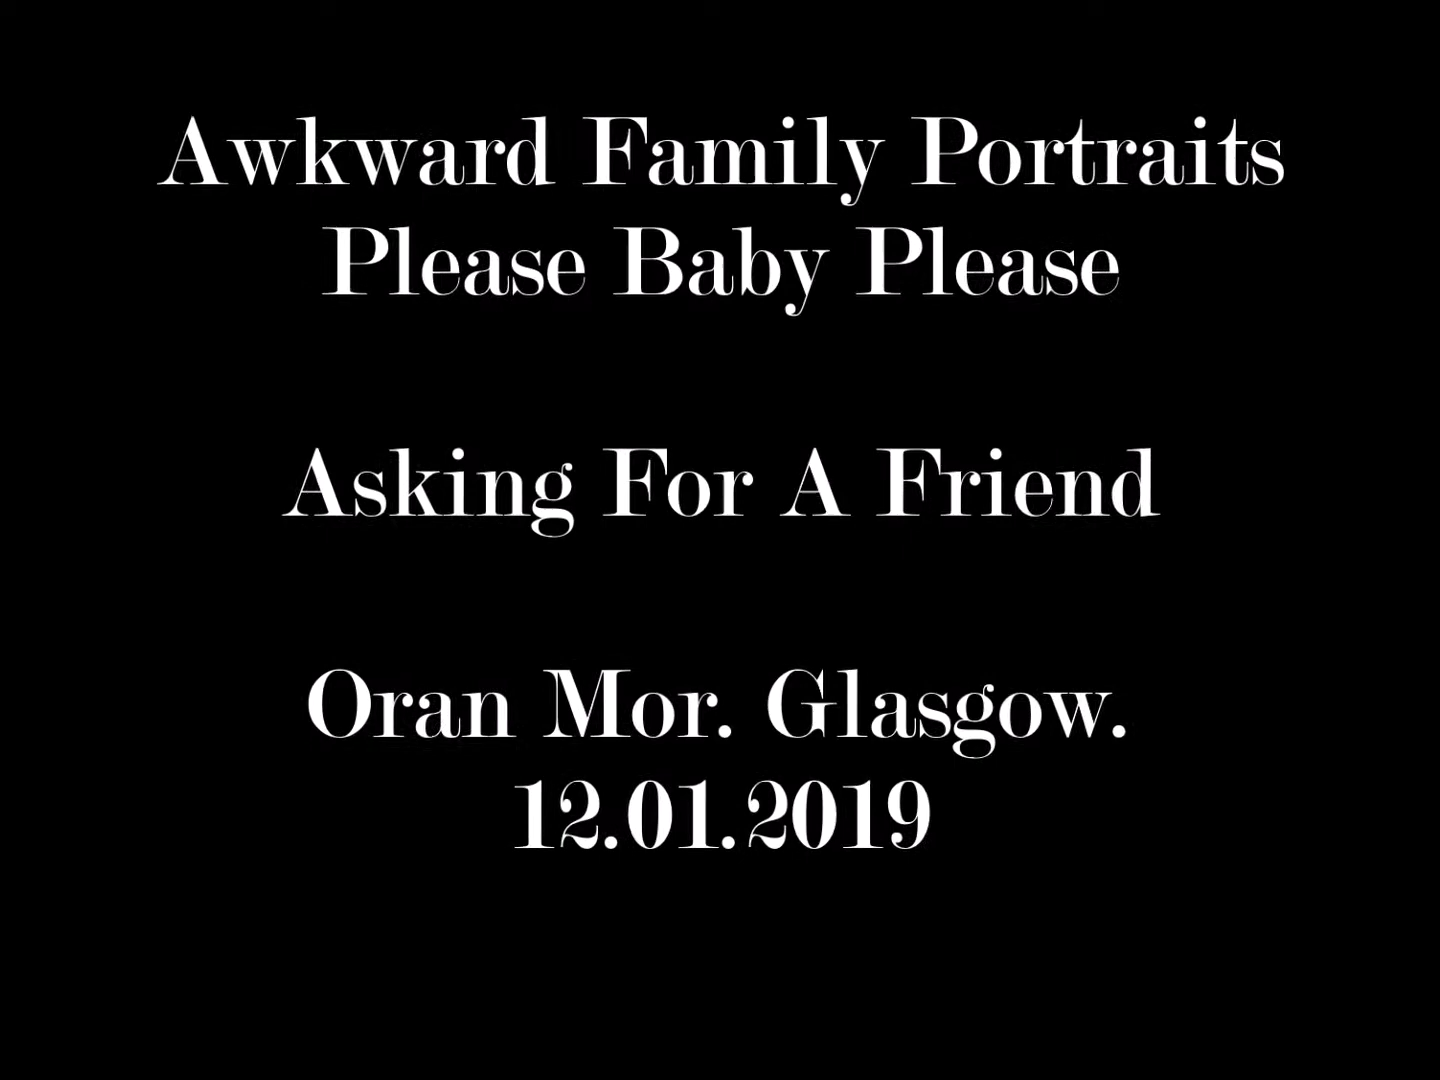 Awkward Family Portraits
Please Baby Please
Asking For A Friend
Oran Mor. Glasgow.
12.01.2019